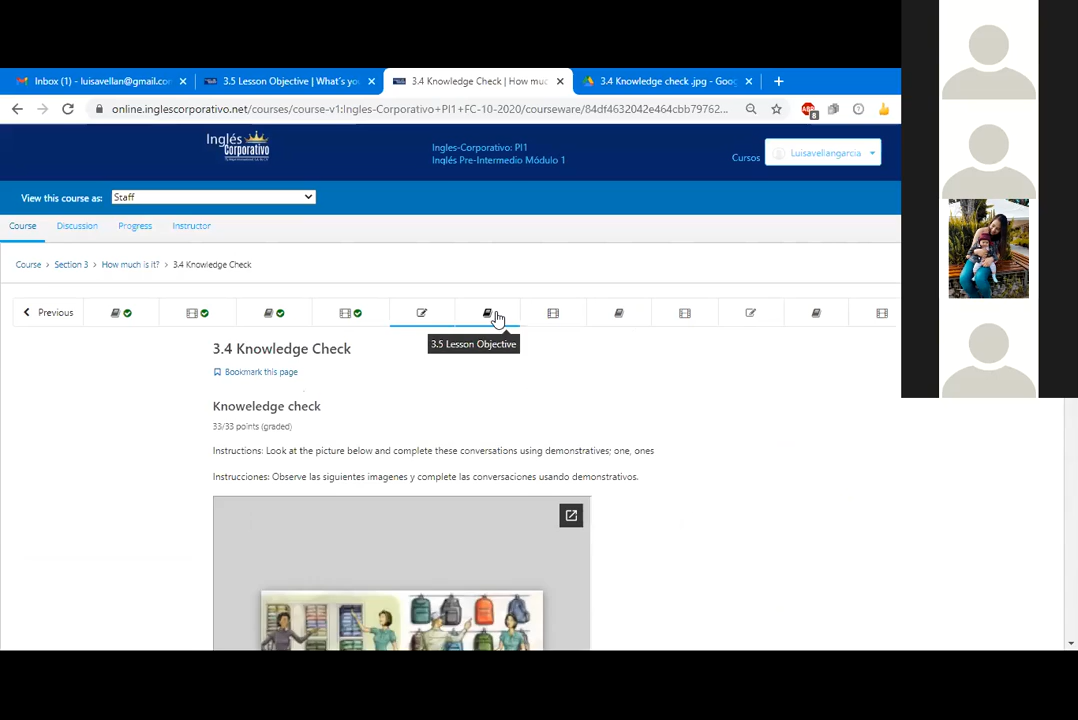 Inbox (1) - luisavellan@gmail.co
3.5 Lesson Objective | What's yo
3.4 Knowledge Check | How muc
3.4 Knowledge check .jpg - Goog
online.inglescorporativo.net/courses/course-v1:Ingles-Corporativo+PI1+FC-10-2020/courseware/84df4632042e464cbb79762...
8
Inglés
Corporativo
Ingles-Corporativo: PI1
Inglés Pre-Intermedio Módulo 1
Cursos
Luisavellangarcia
View this course as:
Staff
Course
Discussion
Progress
Instructor
Course
Section 3
How much is it?
3.4 Knowledge Check
Previous
3.5 Lesson Objective
3.4 Knowledge Check
Bookmark this page
Knoweledge check
33/33 points (graded)
Instructions: Look at the picture below and complete these conversations using demonstratives; one, ones
Instrucciones: Observe las siguientes imagenes y complete las conversaciones usando demonstrativos.